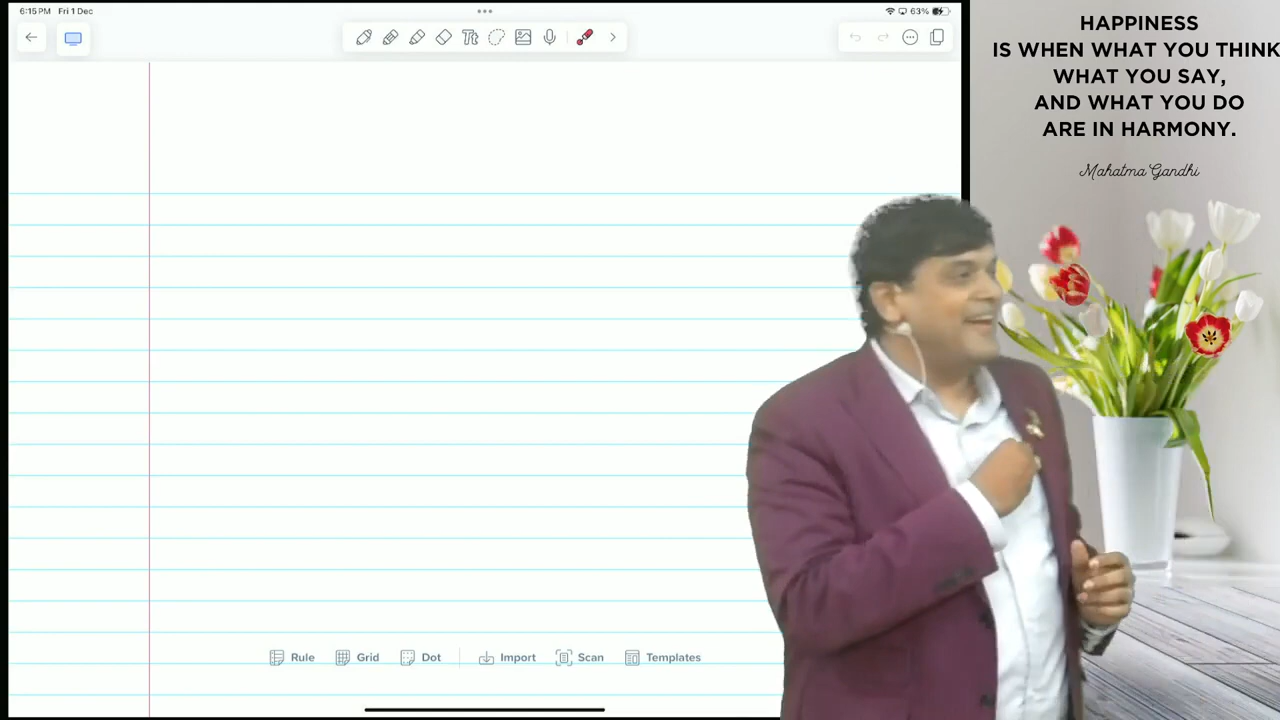 6:15 PM Fri 1 Dec
63%
Tt
HAPPINESS
IS WHEN WHAT YOU THINK
WHAT YOU SAY,
AND WHAT YOU DO
ARE IN HARMONY.
Mahatma Gandhi
Rule Grid Dot Import Scan Templates